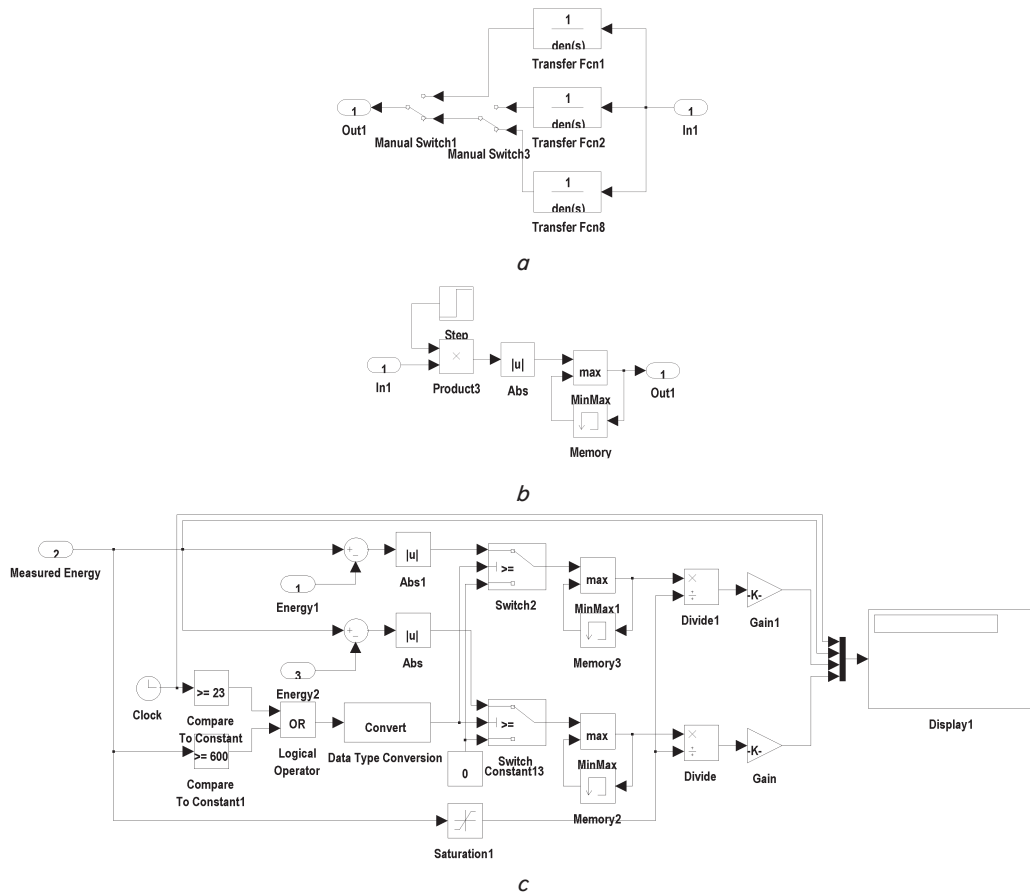 1
den(s)
Transfer Fcn1
1
Out1
Manual Switch1
Manual Switch3
1
den(s)
Transfer Fcn2
1
In1
1
den(s)
Transfer Fcn8
a
Step
1
In1
×
Product3
|u|
Abs
max
MinMax
Memory
1
Out1
b
2
Measured Energy
+
−
|u|
Abs1
1
Energy1
>=
Switch2
max
MinMax1
Memory3
×
÷
Divide1
-K-
Gain1
+
−
|u|
Abs
3
Energy2
Clock
>= 23
Compare
To Constant
>= 600
Compare
To Constant1
OR
Logical
Operator
Convert
Data Type Conversion
0
Constant13
>=
Switch
max
MinMax
Memory2
×
÷
Divide
-K-
Gain
Display1
Saturation1
c